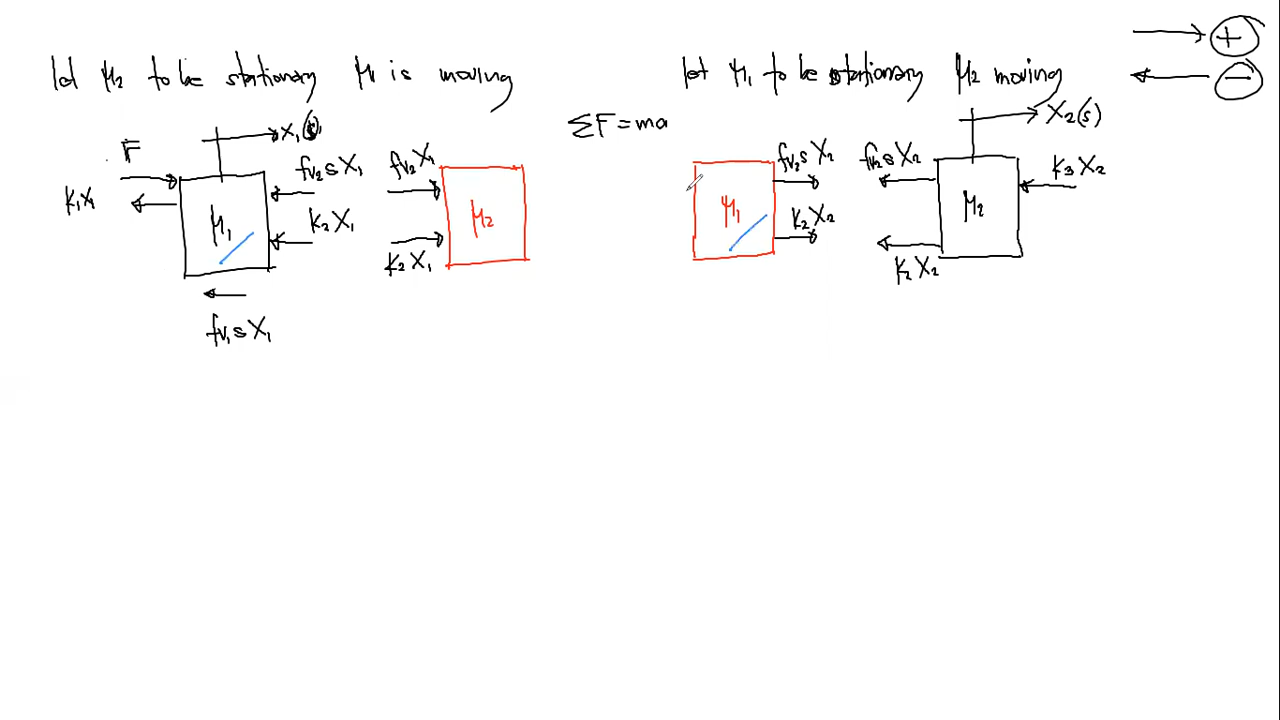 let M2 to be stationary M1 is moving
let M1 to be stationary M2 moving
+
−
ΣF = ma
X1(s)
F
K1X1
fv2sX1
K2X1
M1
fv1sX1
fv2X1
K2X1
M2
fv2sX2
K2X2
M1
X2(s)
fv2sX2
K2X2
M2
K3X2